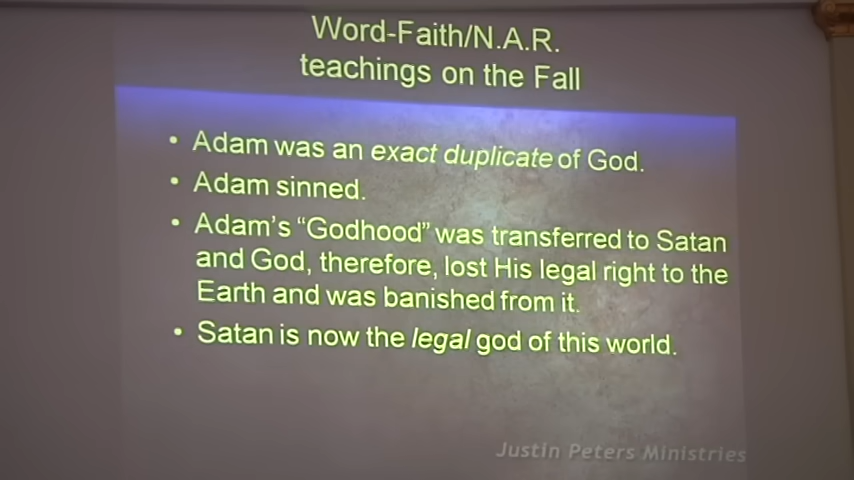 Word-Faith/N.A.R.
teachings on the Fall
• Adam was an exact duplicate of God.
• Adam sinned.
• Adam's “Godhood” was transferred to Satan
and God, therefore, lost His legal right to the
Earth and was banished from it.
• Satan is now the legal god of this world.
Justin Peters Ministries